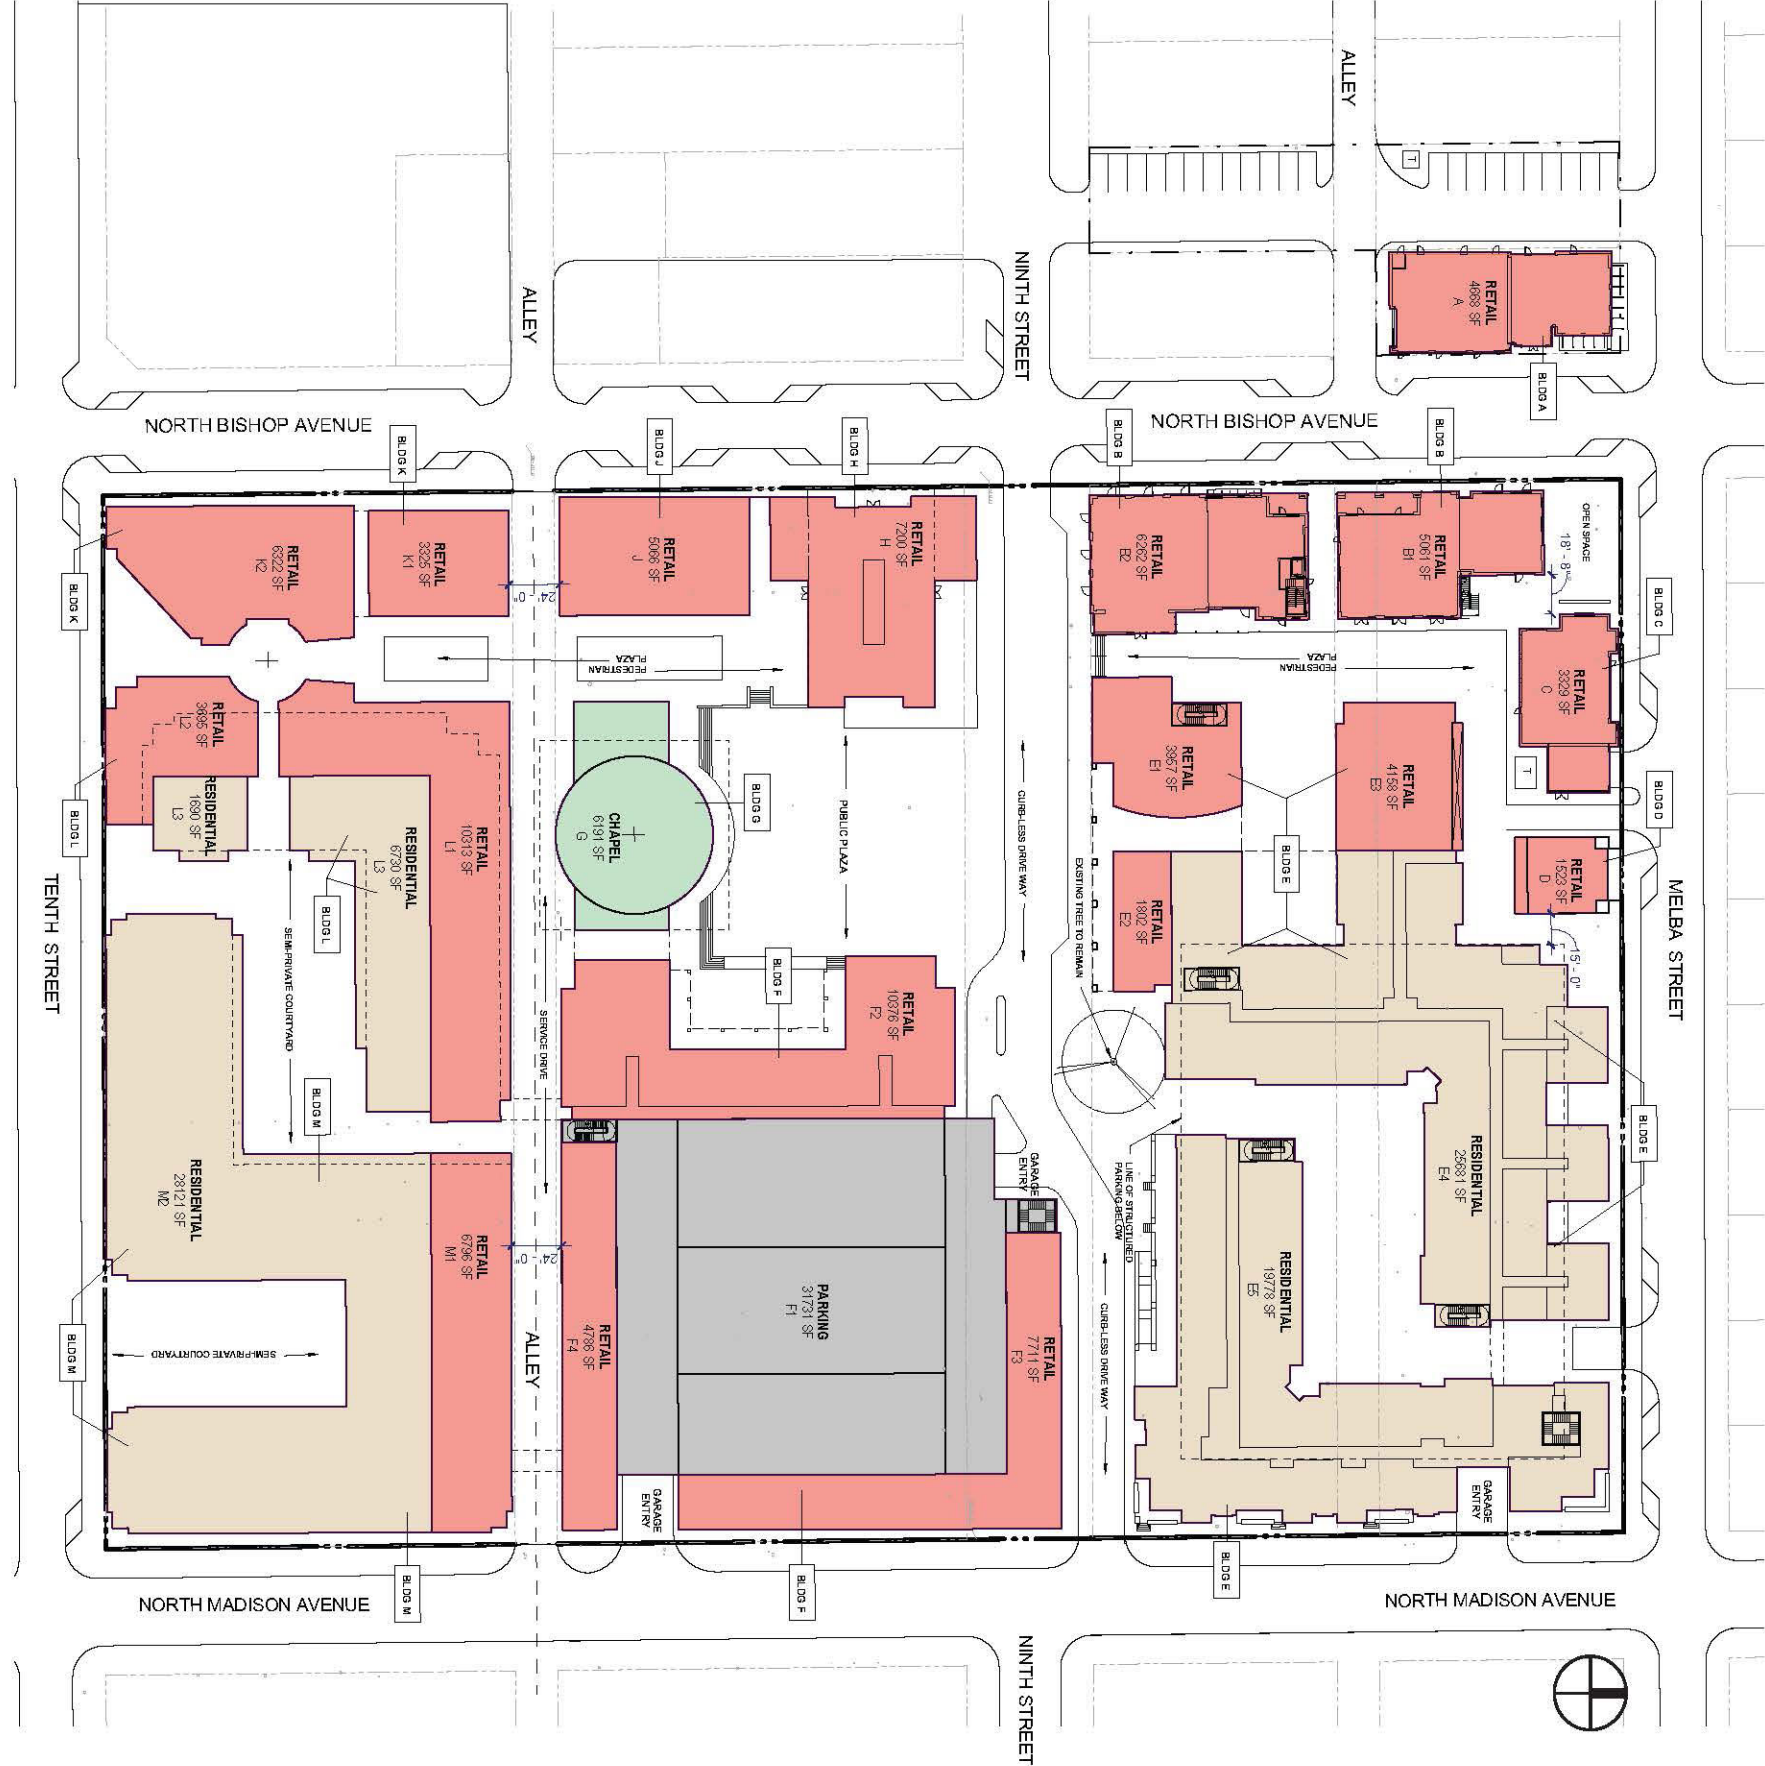 ALLEY
T
RETAIL
4668 SF
A
BLDG A
ALLEY
NINTH STREET
NORTH BISHOP AVENUE
NORTH BISHOP AVENUE
BLDG K
BLDG J
BLDG H
BLDG B
BLDG B
RETAIL
6322 SF
K2
RETAIL
3325 SF
K1
24' - 0"
RETAIL
5066 SF
J
RETAIL
7200 SF
H
RETAIL
6262 SF
B2
RETAIL
5061 SF
B1
OPEN SPACE
18' - 8"
BLDG C
BLDG K
PEDESTRIAN
PLAZA
PEDESTRIAN
PLAZA
RETAIL
3329 SF
C
T
BLDG D
RETAIL
3695 SF
L2
BLDG L
RESIDENTIAL
1690 SF
L3
RESIDENTIAL
6730 SF
L3
RETAIL
10313 SF
L1
BLDG L
CHAPEL
6191 SF
G
BLDG G
PUBLIC PLAZA
CURB-LESS DRIVE WAY
RETAIL
3967 SF
E1
RETAIL
4158 SF
E3
BLDG E
RETAIL
1802 SF
E2
RETAIL
1523 SF
D
15' - 0"
EXISTING TREE TO REMAIN
MELBA STREET
TENTH STREET
SEMI-PRIVATE COURTYARD
SERVICE DRIVE
BLDG F
RETAIL
10376 SF
F2
BLDG M
RESIDENTIAL
28121 SF
M2
RETAIL
6796 SF
M1
24' - 0"
GARAGE
ENTRY
LINE OF STRUCTURED
PARKING BELOW
RESIDENTIAL
25681 SF
E4
BLDG E
RESIDENTIAL
19778 SF
E5
PARKING
31731 SF
F1
RETAIL
4786 SF
F4
RETAIL
7711 SF
F3
CURB-LESS DRIVE WAY
ALLEY
SEMI-PRIVATE COURTYARD
BLDG M
GARAGE
ENTRY
GARAGE
ENTRY
BLDG M
BLDG F
BLDG E
NORTH MADISON AVENUE
NORTH MADISON AVENUE
NINTH STREET